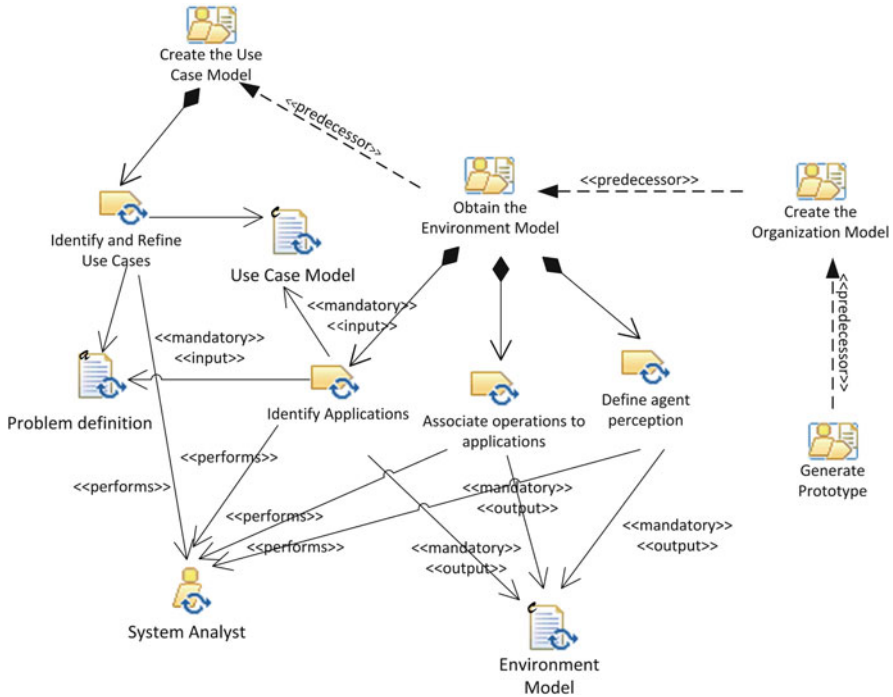 Create the Use
Case Model
<<predecessor>>
<<predecessor>>
Obtain the
Environment Model
Create the
Organization Model
c
Identify and Refine
Use Cases
Use Case Model
<<mandatory>>
<<input>>
<<predecessor>>
<<mandatory>>
<<input>>
a
Problem definition
Identify Applications
Associate operations to
applications
Define agent
perception
Generate
Prototype
<<performs>>
<<performs>>
<<mandatory>>
<<output>>
<<performs>>
<<performs>>
<<mandatory>>
<<output>>
<<mandatory>>
<<output>>
System Analyst
c
Environment
Model